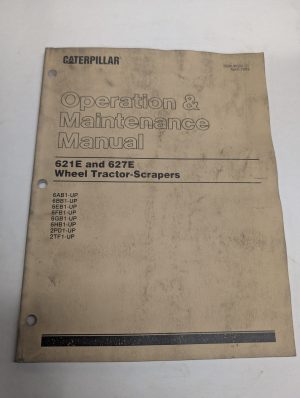 CATERPILLAR
Operation &
Maintenance
Manual
621E and 627E
Wheel Tractor-Scrapers
6AB1-UP
6BB1-UP
6EB1-UP
6FB1-UP
6GB1-UP
6HB1-UP
2PD1-UP
2TF1-UP